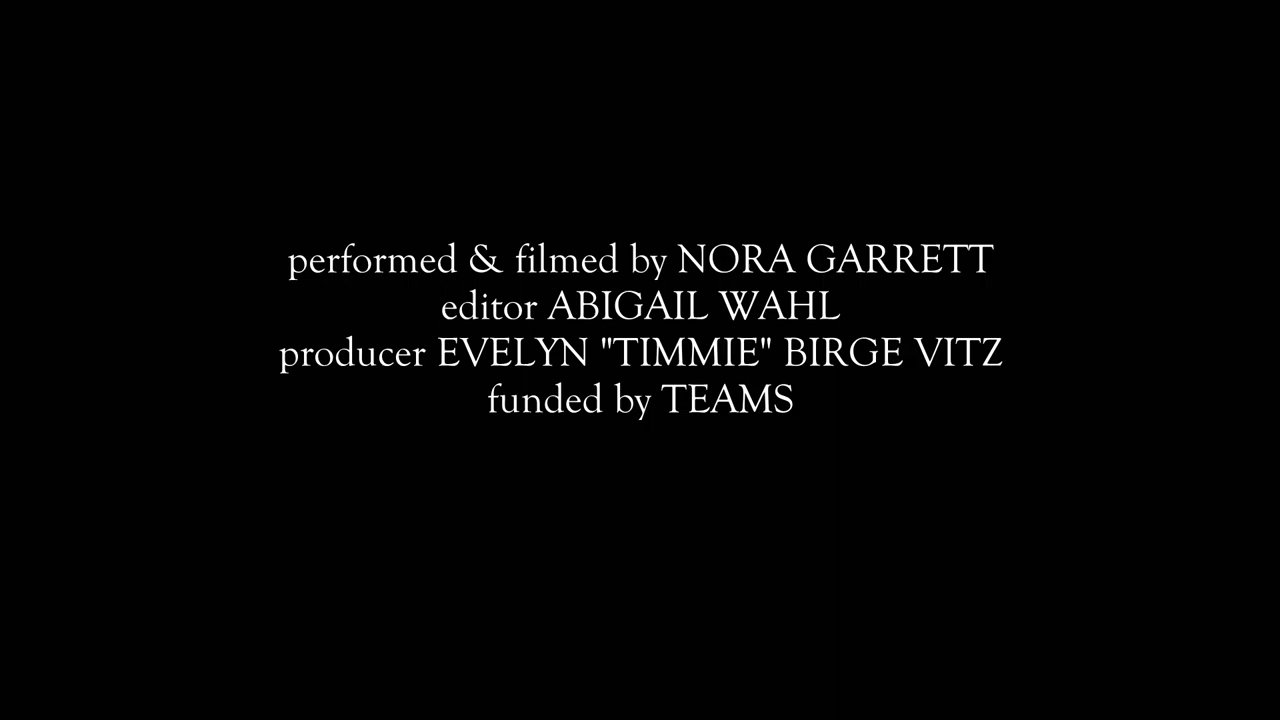 performed & filmed by NORA GARRETT
editor ABIGAIL WAHL
producer EVELYN "TIMMIE" BIRGE VITZ
funded by TEAMS